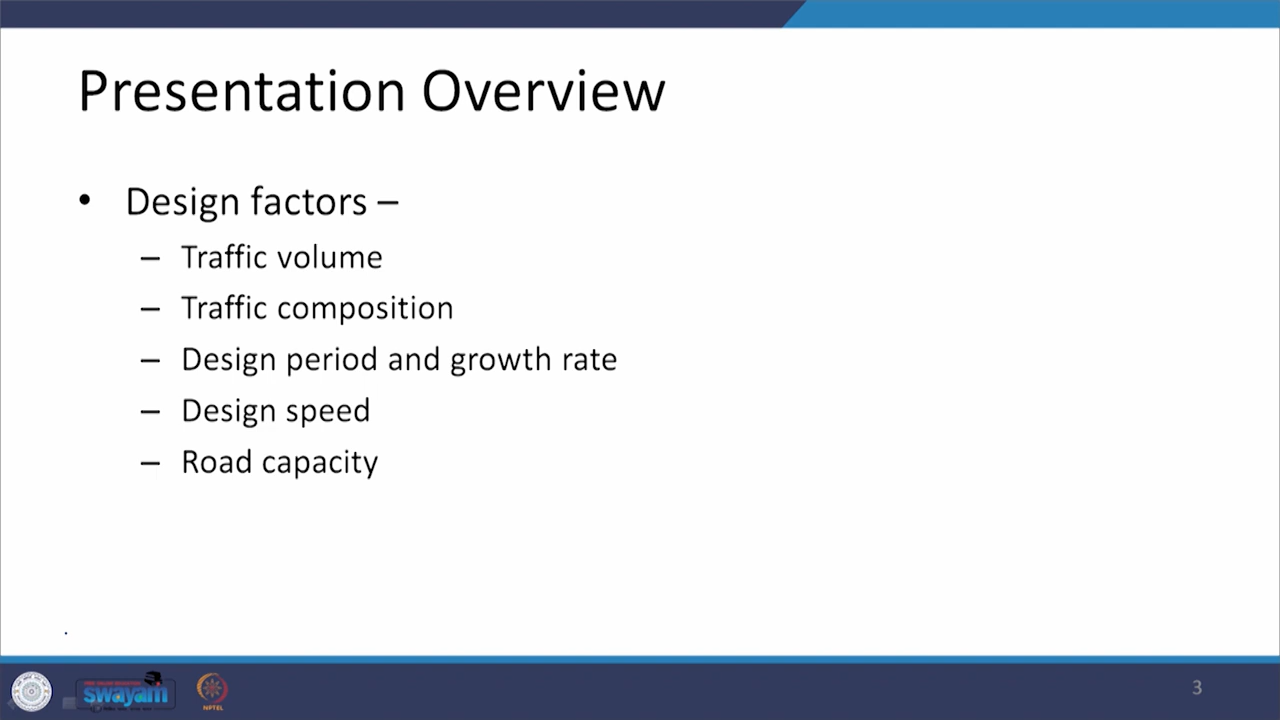 Presentation Overview
• Design factors –
– Traffic volume
– Traffic composition
– Design period and growth rate
– Design speed
– Road capacity
.
swayam
NPTEL
3